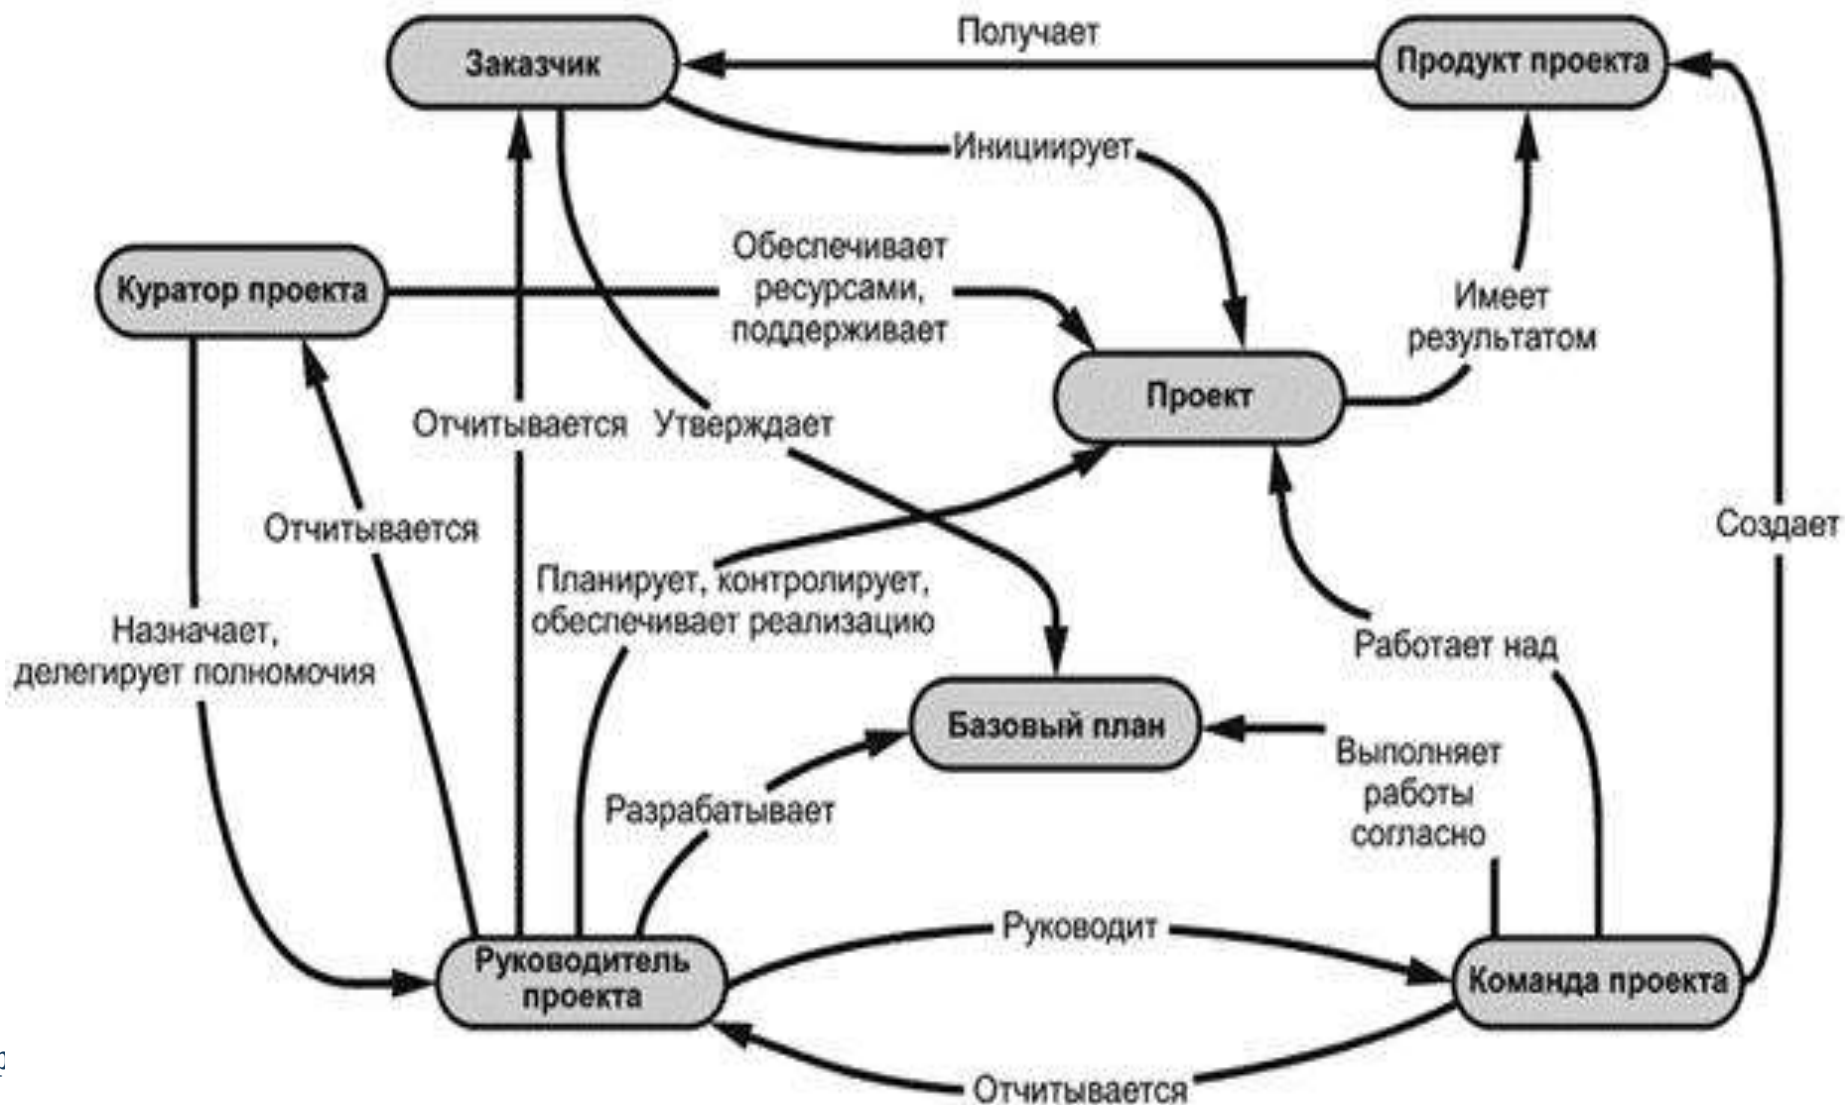 Получает
Заказчик
Продукт проекта
Инициирует
Обеспечивает
ресурсами,
поддерживает
Куратор проекта
Имеет
результатом
Проект
Отчитывается
Утверждает
Отчитывается
Создает
Планирует, контролирует,
обеспечивает реализацию
Назначает,
делегирует полномочия
Работает над
Базовый план
Выполняет
работы
согласно
Разрабатывает
Руководит
Руководитель
проекта
Команда проекта
Отчитывается